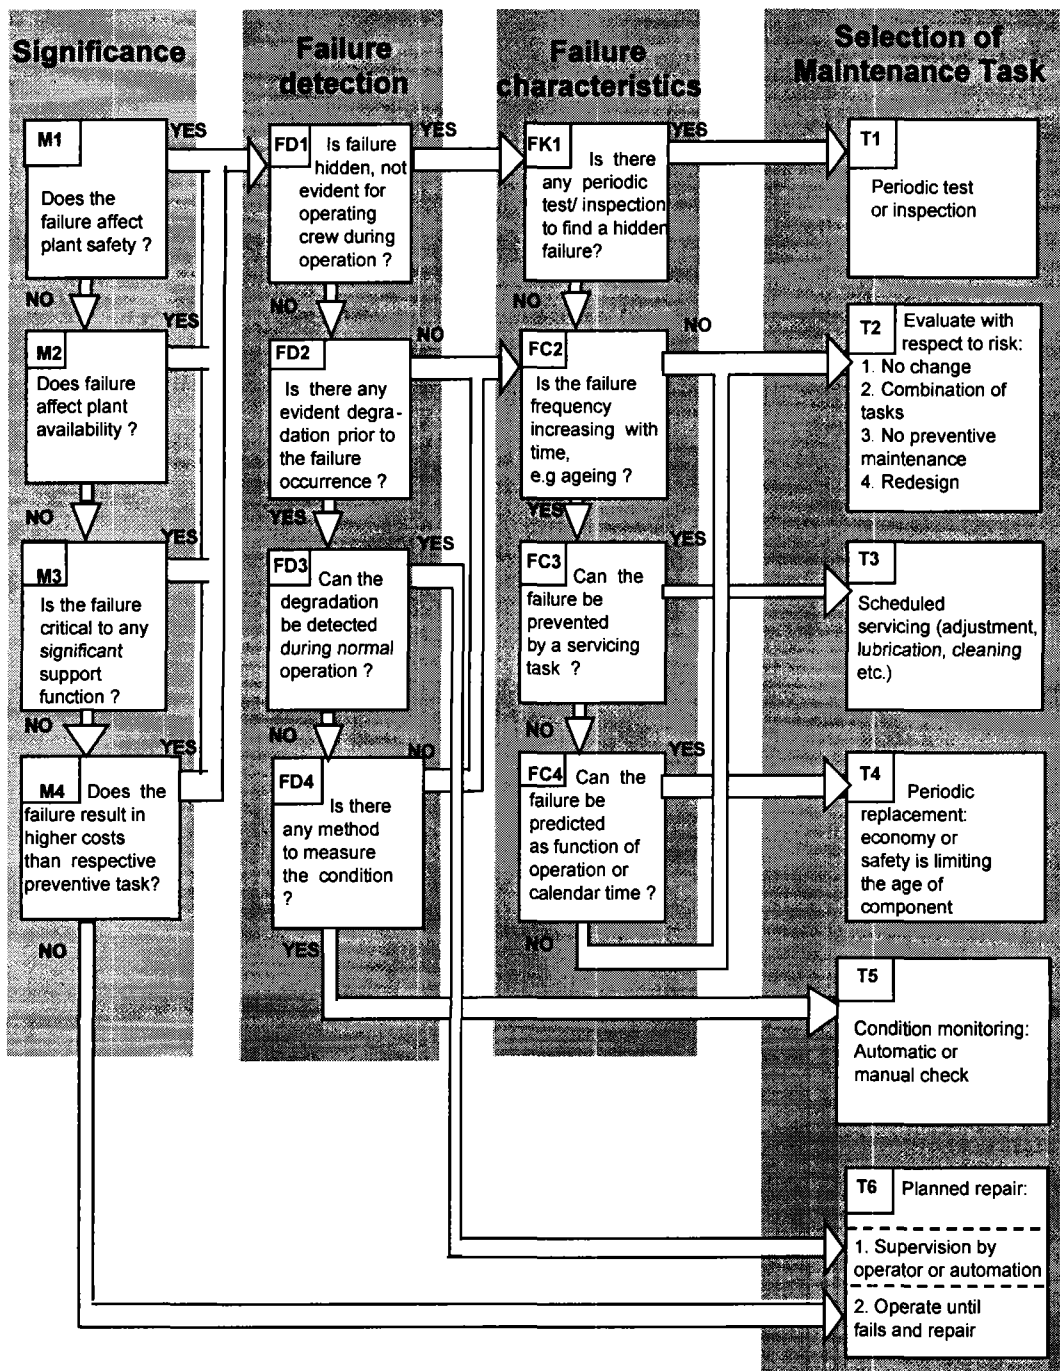 Significance
Failure
detection
Failure
characteristics
Selection of
Maintenance Task
M1
Does the
failure affect
plant safety ?
YES
NO
M2
Does failure
affect plant
availability ?
YES
NO
M3
Is the failure
critical to any
significant
support
function ?
YES
NO
M4 Does the
failure result in
higher costs
than respective
preventive task?
YES
NO
FD1 Is failure
hidden, not
evident for
operating
crew during
operation ?
YES
NO
FD2
Is there any
evident degra-
dation prior to
the failure
occurrence ?
NO
YES
FD3 Can the
degradation
be detected
during normal
operation ?
YES
NO
FD4
Is there
any method
to measure
the condition
?
NO
YES
FK1
Is there
any periodic
test/ inspection
to find a hidden
failure?
YES
NO
FC2
Is the failure
frequency
increasing with
time,
e.g ageing ?
NO
YES
FC3
Can the
failure be
prevented
by a servicing
task ?
YES
NO
FC4 Can the
failure be
predicted
as function of
operation or
calendar time ?
YES
NO
T1
Periodic test
or inspection
T2 Evaluate with
respect to risk:
1. No change
2. Combination of
tasks
3. No preventive
maintenance
4. Redesign
T3
Scheduled
servicing (adjustment,
lubrication, cleaning
etc.)
T4
Periodic
replacement:
economy or
safety is limiting
the age of
component
T5
Condition monitoring:
Automatic or
manual check
T6 Planned repair:
1. Supervision by
operator or automation
2. Operate until
fails and repair